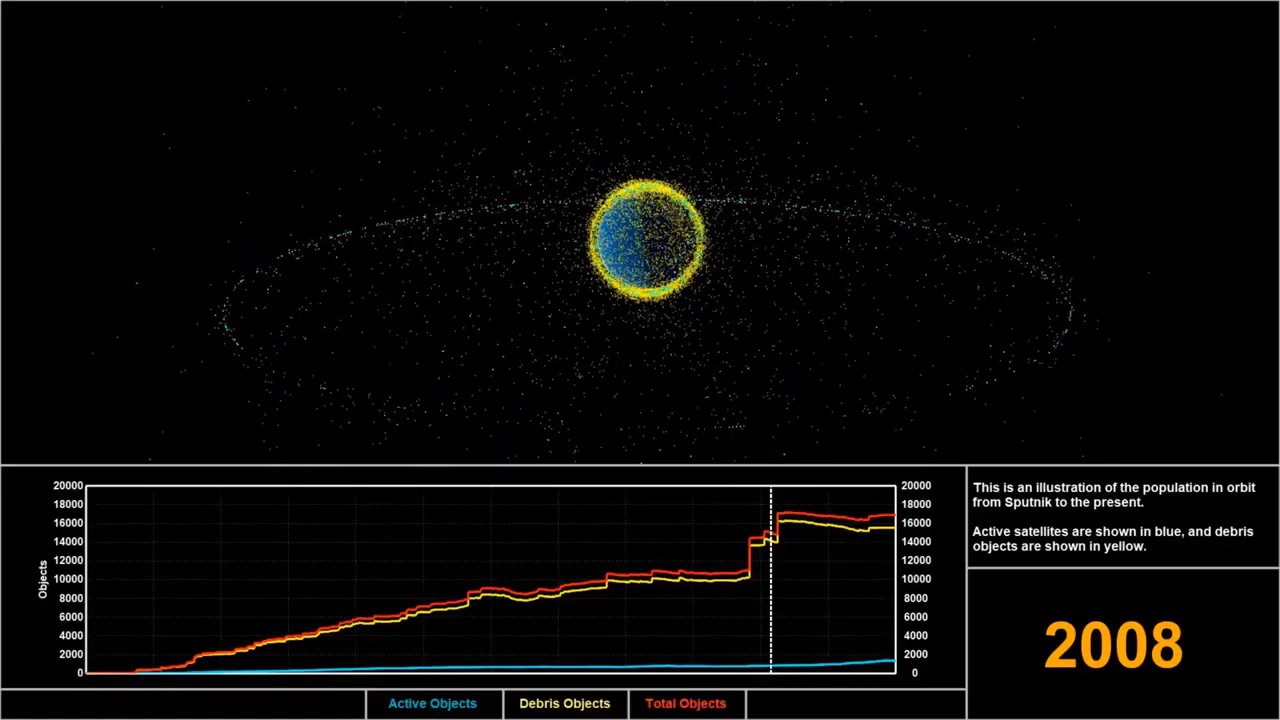 20000
18000
16000
14000
12000
10000
8000
6000
4000
2000
0
Objects
20000
18000
16000
14000
12000
10000
8000
6000
4000
2000
0
This is an illustration of the population in orbit
from Sputnik to the present.
Active satellites are shown in blue, and debris
objects are shown in yellow.
2008
Active Objects
Debris Objects
Total Objects